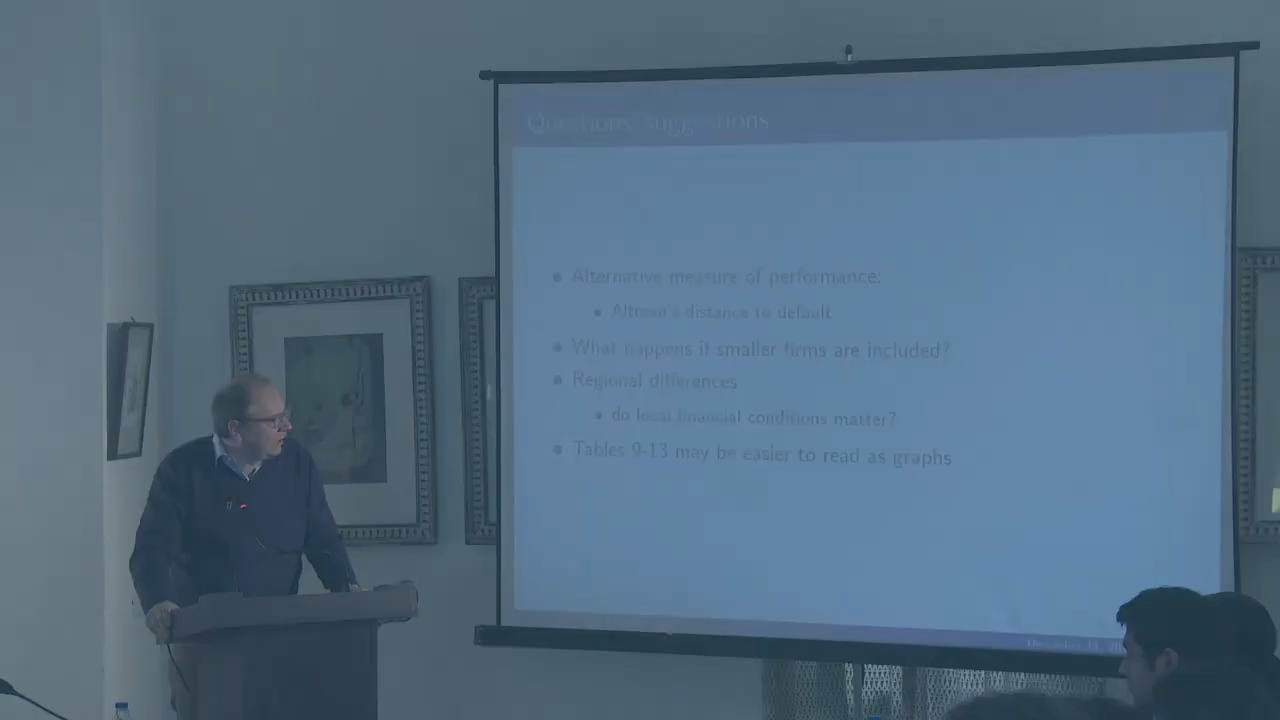 Questions/suggestions
• Alternative measure of performance:
• Altman's distance to default
• What happens if smaller firms are included?
• Regional differences
• do local financial conditions matter?
• Tables 9-13 may be easier to read as graphs